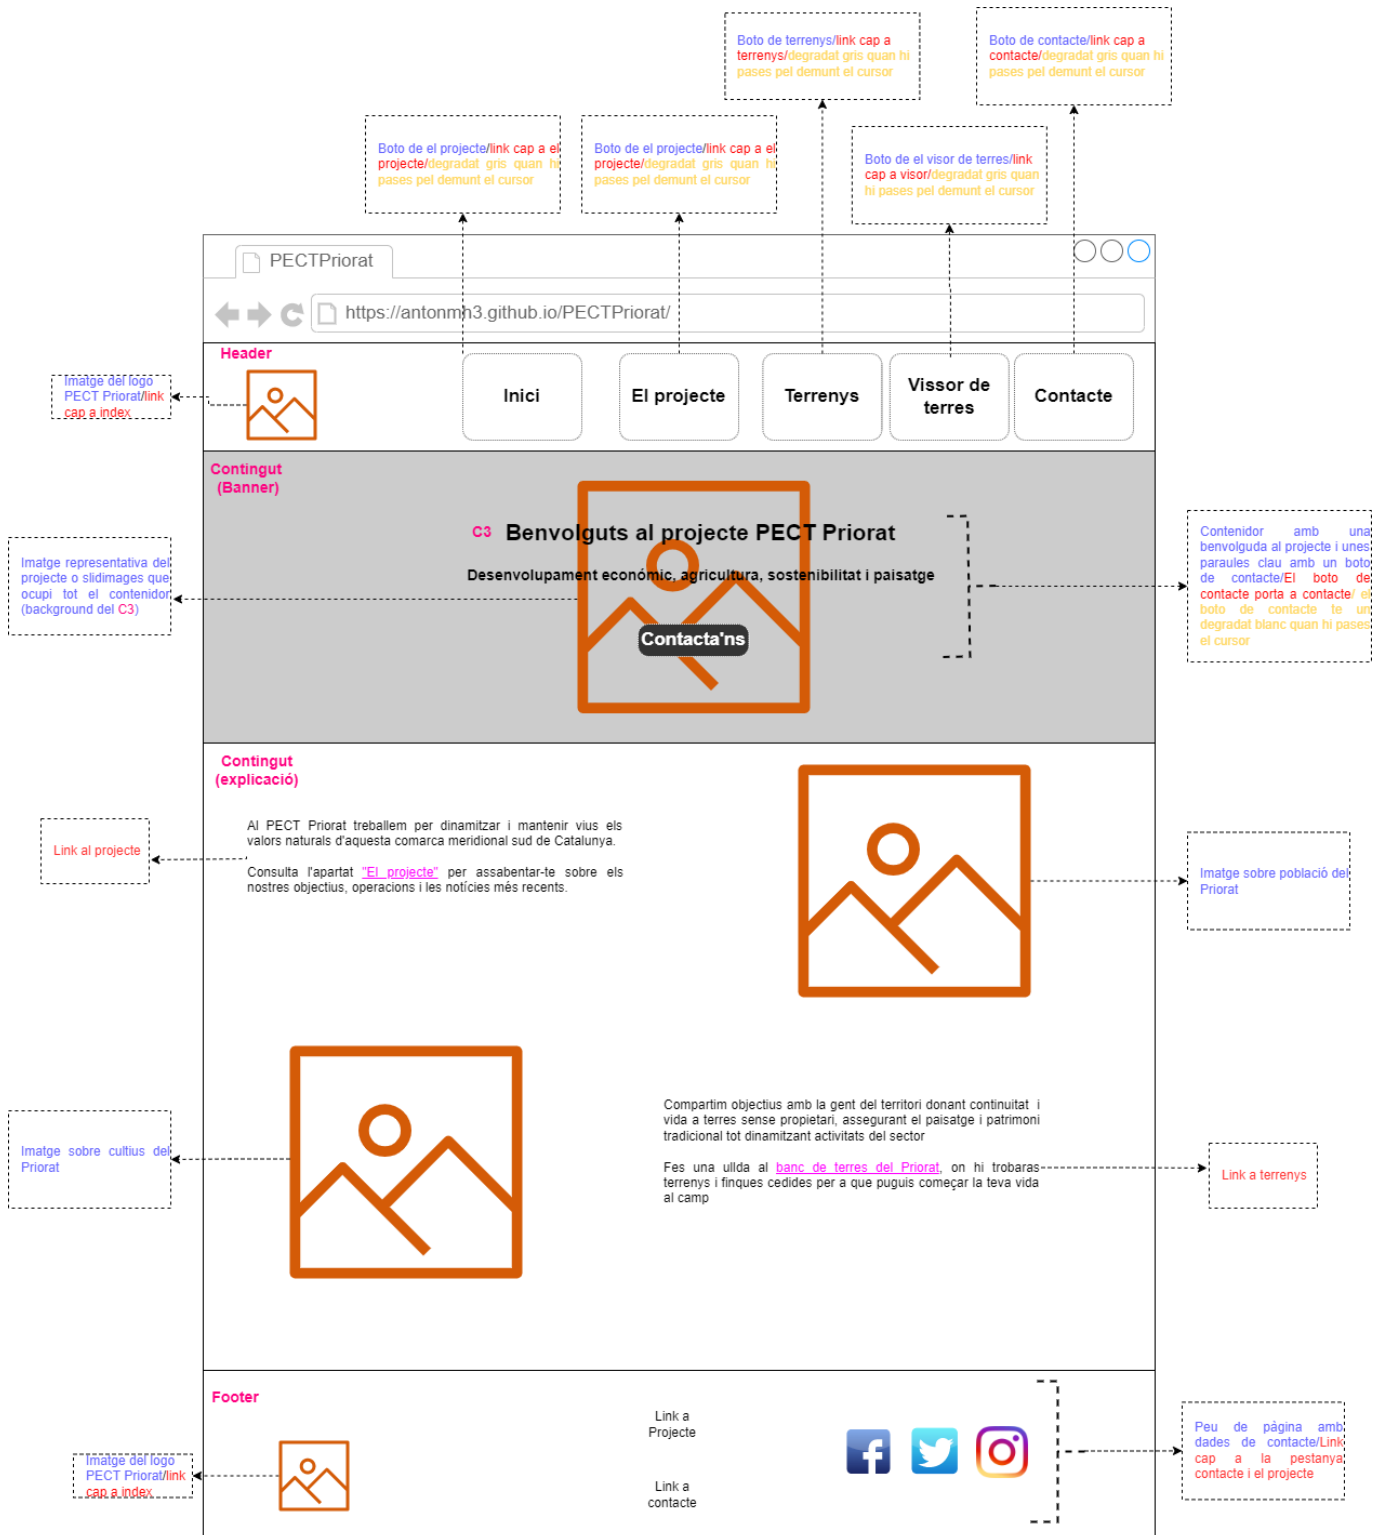 Boto de terrenys/link cap a
terrenys/degradat gris quan hi
pases pel demunt el cursor
Boto de contacte/link cap a
contacte/degradat gris quan hi
pases pel demunt el cursor
Boto de el projecte/link cap a el
projecte/degradat gris quan hi
pases pel demunt el cursor
Boto de el projecte/link cap a el
projecte/degradat gris quan hi
pases pel demunt el cursor
Boto de el visor de terres/link
cap a visor/degradat gris quan
hi pases pel demunt el cursor
PECTPriorat
https://antonmh3.github.io/PECTPriorat/
Header
Imatge del logo
PECT Priorat/link
cap a index
Inici
El projecte
Terrenys
Vissor de
terres
Contacte
Contingut
(Banner)
C3 Benvolguts al projecte PECT Priorat
Desenvolupament económic, agricultura, sostenibilitat i paisatge
Contacta'ns
Imatge representativa del
projecte o slidimages que
ocupi tot el contenidor
(background del C3)
Contenidor amb una
benvolguda al projecte i unes
paraules clau amb un boto
de contacte/El boto de
contacte porta a contacte/ el
boto de contacte te un
degradat blanc quan hi pases
el cursor
Contingut
(explicació)
Al PECT Priorat treballem per dinamitzar i mantenir vius els
valors naturals d'aquesta comarca meridional sud de Catalunya.
Consulta l'apartat "El projecte" per assabentar-te sobre els
nostres objectius, operacions i les notícies més recents.
Link al projecte
Imatge sobre població del
Priorat
Imatge sobre cultius del
Priorat
Compartim objectius amb la gent del territori donant continuitat i
vida a terres sense propietari, assegurant el paisatge i patrimoni
tradicional tot dinamitzant activitats del sector
Fes una ullda al banc de terres del Priorat, on hi trobaras
terrenys i finques cedides per a que puguis començar la teva vida
al camp
Link a terrenys
Footer
Imatge del logo
PECT Priorat/link
cap a index
Link a
Projecte
Link a
contacte
Peu de pàgina amb
dades de contacte/Link
cap a la pestanya
contacte i el projecte